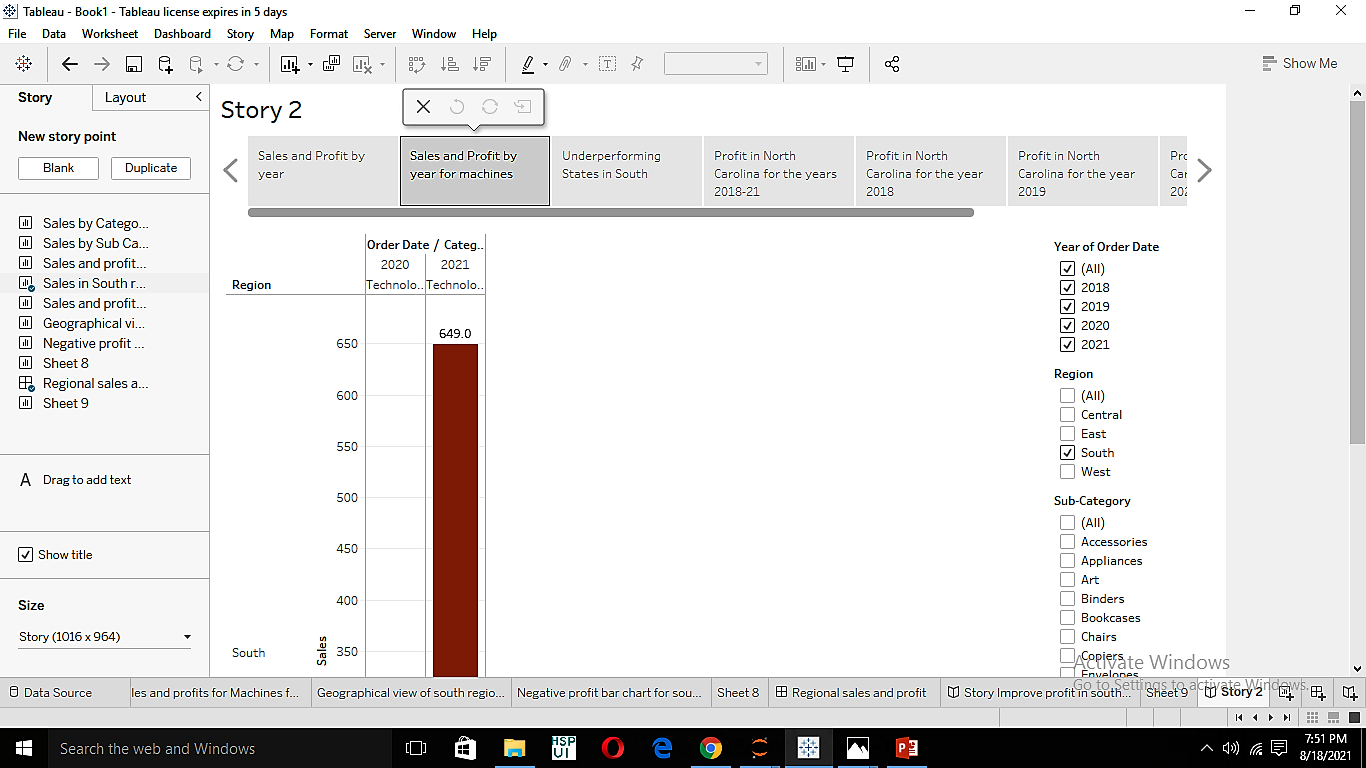 Tableau - Book1 - Tableau license expires in 5 days
File Data Worksheet Dashboard Story Map Format Server Window Help
Show Me
Story Layout
New story point
Blank Duplicate
Sales by Catego...
Sales by Sub Ca...
Sales and profit...
Sales in South r...
Sales and profit...
Geographical vi...
Negative profit ...
Sheet 8
Regional sales a...
Sheet 9
A Drag to add text
Show title
Size
Story (1016 x 964)
Story 2
Sales and Profit by
year
Sales and Profit by
year for machines
Underperforming
States in South
Profit in North
Carolina for the years
2018-21
Profit in North
Carolina for the year
2018
Profit in North
Carolina for the year
2019
Order Date / Categ..
2020 2021
Region Technolo.. Technolo..
649.0
650
600
550
500
450
400
350
South
Sales
Year of Order Date
(All)
2018
2019
2020
2021
Region
(All)
Central
East
South
West
Sub-Category
(All)
Accessories
Appliances
Art
Binders
Bookcases
Chairs
Copiers
Envelopes
Activate Windows
Go to Settings to activate Windows.
Data Source les and profits for Machines f... Geographical view of south regio... Negative profit bar chart for sou... Sheet 8 Regional sales and profit Story Improve profit in south... Sheet 9 Story 2
Search the web and Windows
HSP
UI
7:51 PM
8/18/2021